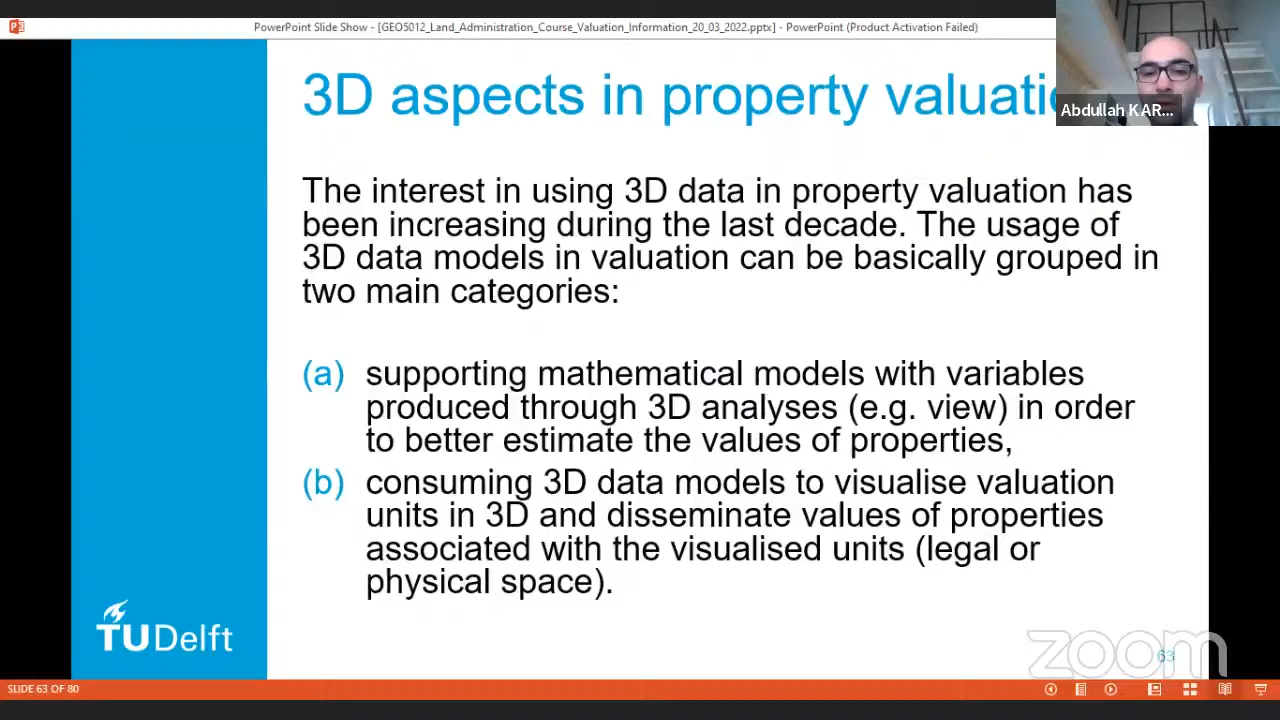 PowerPoint Slide Show - [GEO5012_Land_Administration_Course_Valuation_Information_20_03_2022.pptx] - PowerPoint (Product Activation Failed)
3D aspects in property valuati
Abdullah KAR...
The interest in using 3D data in property valuation has
been increasing during the last decade. The usage of
3D data models in valuation can be basically grouped in
two main categories:
(a) supporting mathematical models with variables
produced through 3D analyses (e.g. view) in order
to better estimate the values of properties,
(b) consuming 3D data models to visualise valuation
units in 3D and disseminate values of properties
associated with the visualised units (legal or
physical space).
TUDelft
zoom
63
SLIDE 63 OF 80